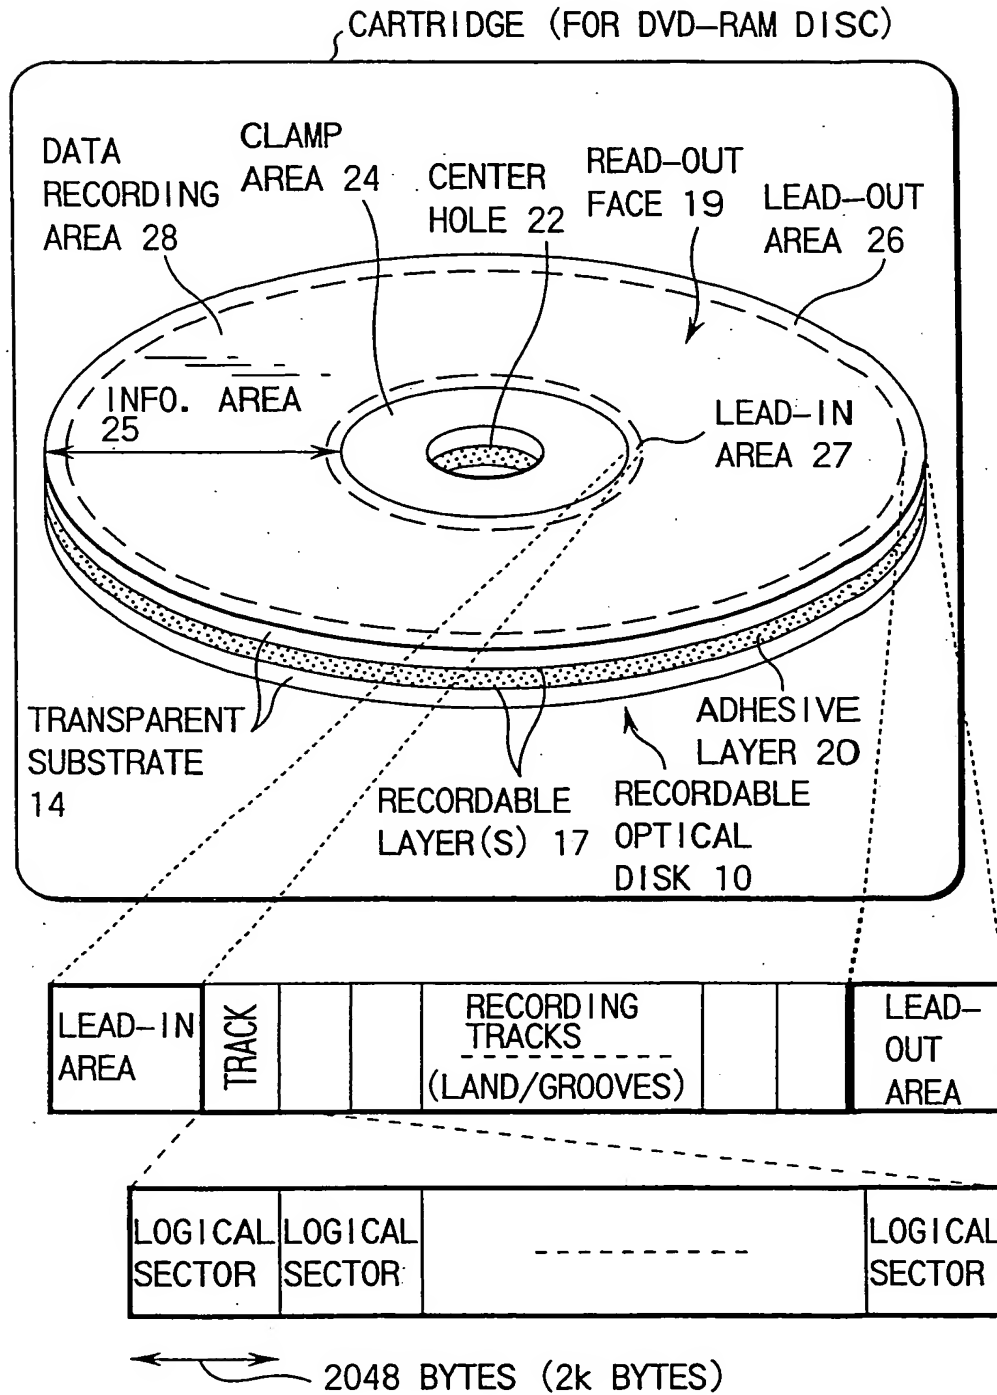 CARTRIDGE (FOR DVD-RAM DISC)
DATA
RECORDING
AREA 28
CLAMP
AREA 24
CENTER
HOLE 22
READ-OUT
FACE 19
LEAD-OUT
AREA 26
INFO. AREA
25
LEAD-IN
AREA 27
TRANSPARENT
SUBSTRATE
14
RECORDABLE
LAYER(S) 17
RECORDABLE
OPTICAL
DISK 10
ADHESIVE
LAYER 20
LEAD-IN
AREA
TRACK
RECORDING
TRACKS
(LAND/GROOVES)
LEAD-
OUT
AREA
LOGICAL
SECTOR
LOGICAL
SECTOR
LOGICAL
SECTOR
2048 BYTES (2k BYTES)